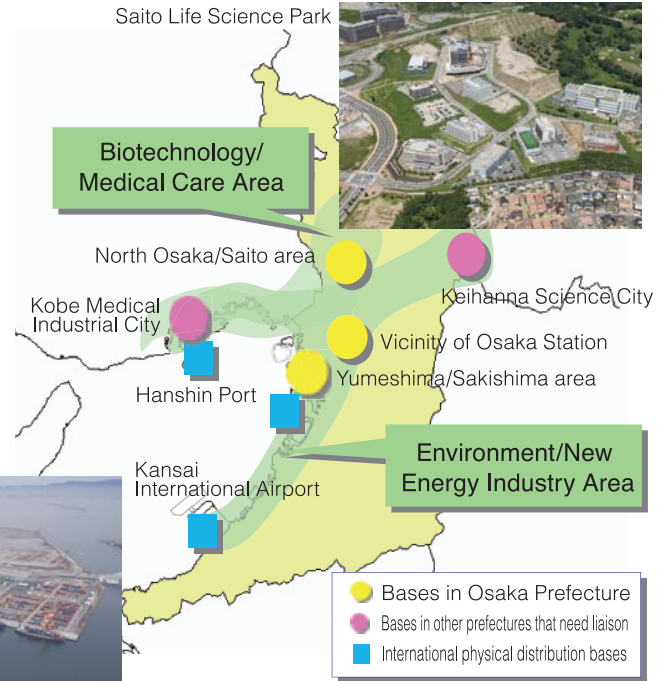 Saito Life Science Park
Biotechnology/
Medical Care Area
North Osaka/Saito area
Keihanna Science City
Kobe Medical
Industrial City
Vicinity of Osaka Station
Hanshin Port
Yumeshima/Sakishima area
Environment/New
Energy Industry Area
Kansai
International Airport
Bases in Osaka Prefecture
Bases in other prefectures that need liaison
International physical distribution bases